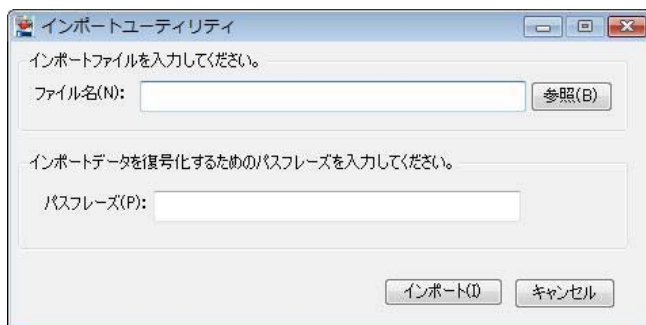 インポートユーティリティ
インポートファイルを入力してください。
ファイル名(N):
参照(B)
インポートデータを復号化するためのパスフレーズを入力してください。
パスフレーズ(P):
インポート(I)
キャンセル